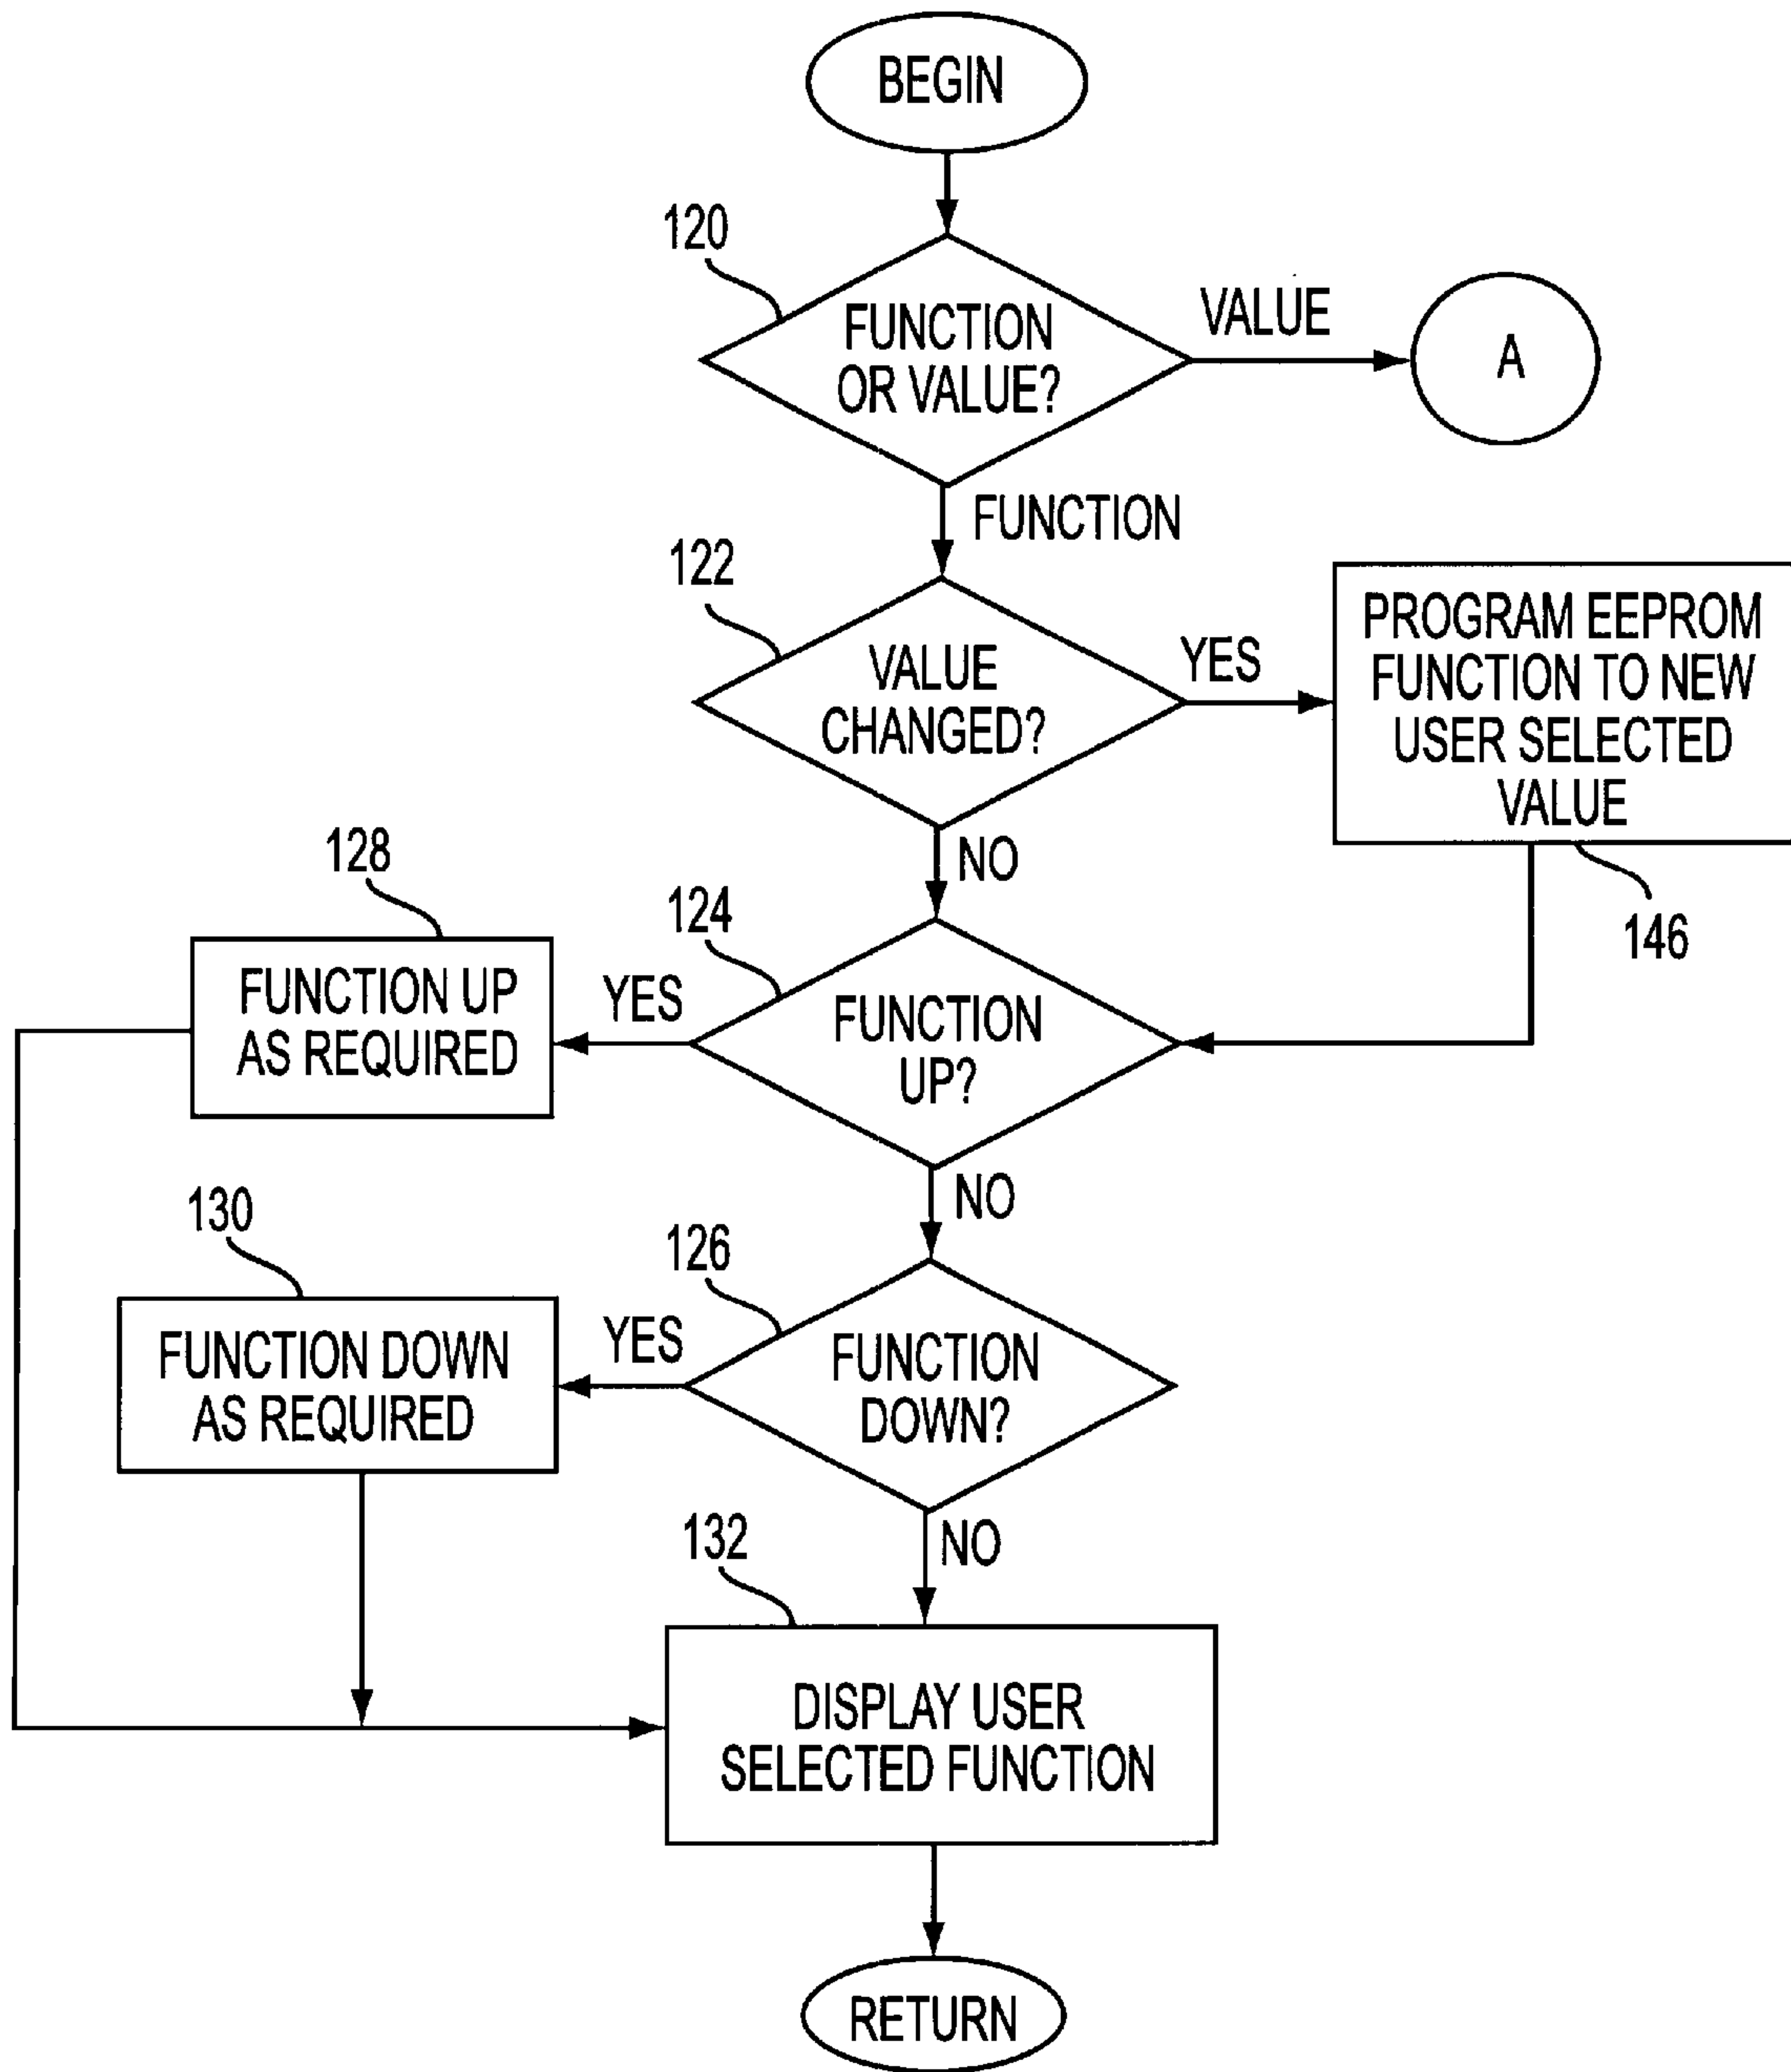 BEGIN
120
FUNCTION
OR VALUE?
VALUE
A
FUNCTION
122
VALUE
CHANGED?
YES
PROGRAM EEPROM
FUNCTION TO NEW
USER SELECTED
VALUE
146
NO
128
FUNCTION UP
AS REQUIRED
YES
124
FUNCTION
UP?
NO
130
FUNCTION DOWN
AS REQUIRED
YES
126
FUNCTION
DOWN?
NO
132
DISPLAY USER
SELECTED FUNCTION
RETURN